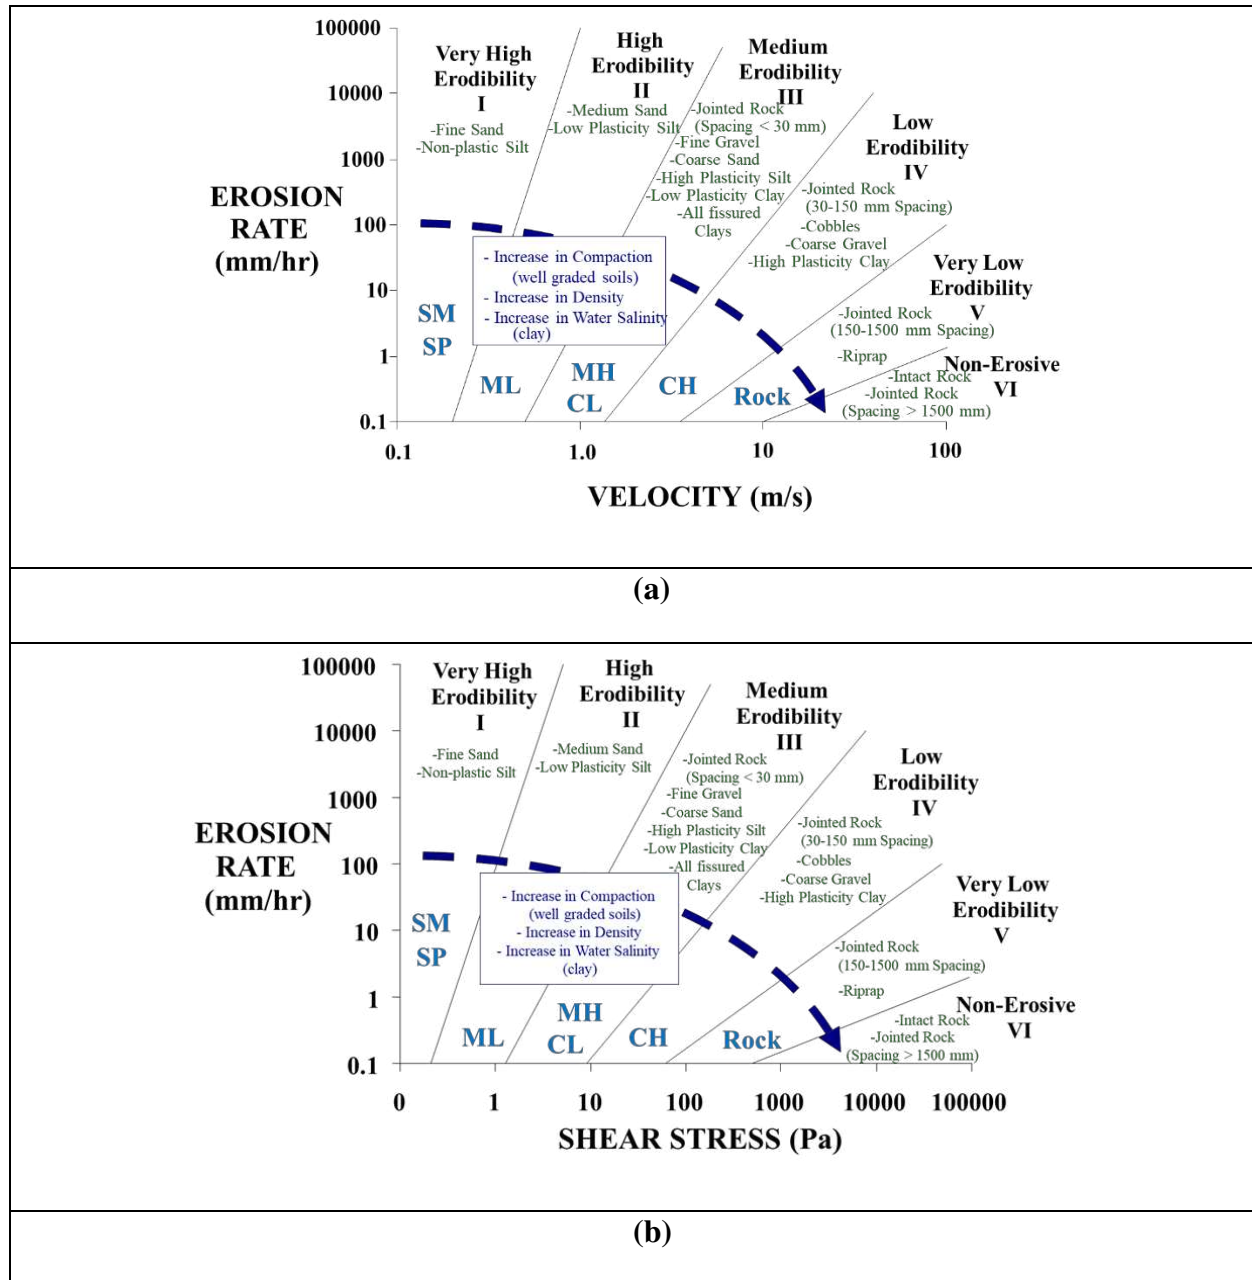 100000
10000
1000
100
10
1
0.1
EROSION
RATE
(mm/hr)
Very High
Erodibility
I
-Fine Sand
-Non-plastic Silt
High
Erodibility
II
-Medium Sand
-Low Plasticity Silt
Medium
Erodibility
III
-Jointed Rock
(Spacing < 30 mm)
-Fine Gravel
-Coarse Sand
-High Plasticity Silt
-Low Plasticity Clay
-All fissured
Clays
Low
Erodibility
IV
-Jointed Rock
(30-150 mm Spacing)
-Cobbles
-Coarse Gravel
-High Plasticity Clay
Very Low
Erodibility
V
-Jointed Rock
(150-1500 mm Spacing)
-Riprap
Non-Erosive
VI
-Intact Rock
-Jointed Rock
(Spacing > 1500 mm)
- Increase in Compaction
(well graded soils)
- Increase in Density
- Increase in Water Salinity
(clay)
SM
SP
ML
MH
CL
CH
Rock
0.1 1.0 10 100
VELOCITY (m/s)
(a)
100000
10000
1000
100
10
1
0.1
EROSION
RATE
(mm/hr)
Very High
Erodibility
I
-Fine Sand
-Non-plastic Silt
High
Erodibility
II
-Medium Sand
-Low Plasticity Silt
Medium
Erodibility
III
-Jointed Rock
(Spacing < 30 mm)
-Fine Gravel
-Coarse Sand
-High Plasticity Silt
-Low Plasticity Clay
-All fissured
Clays
Low
Erodibility
IV
-Jointed Rock
(30-150 mm Spacing)
-Cobbles
-Coarse Gravel
-High Plasticity Clay
Very Low
Erodibility
V
-Jointed Rock
(150-1500 mm Spacing)
-Riprap
Non-Erosive
VI
-Intact Rock
-Jointed Rock
(Spacing > 1500 mm)
- Increase in Compaction
(well graded soils)
- Increase in Density
- Increase in Water Salinity
(clay)
SM
SP
ML
MH
CL
CH
Rock
0 1 10 100 1000 10000 100000
SHEAR STRESS (Pa)
(b)